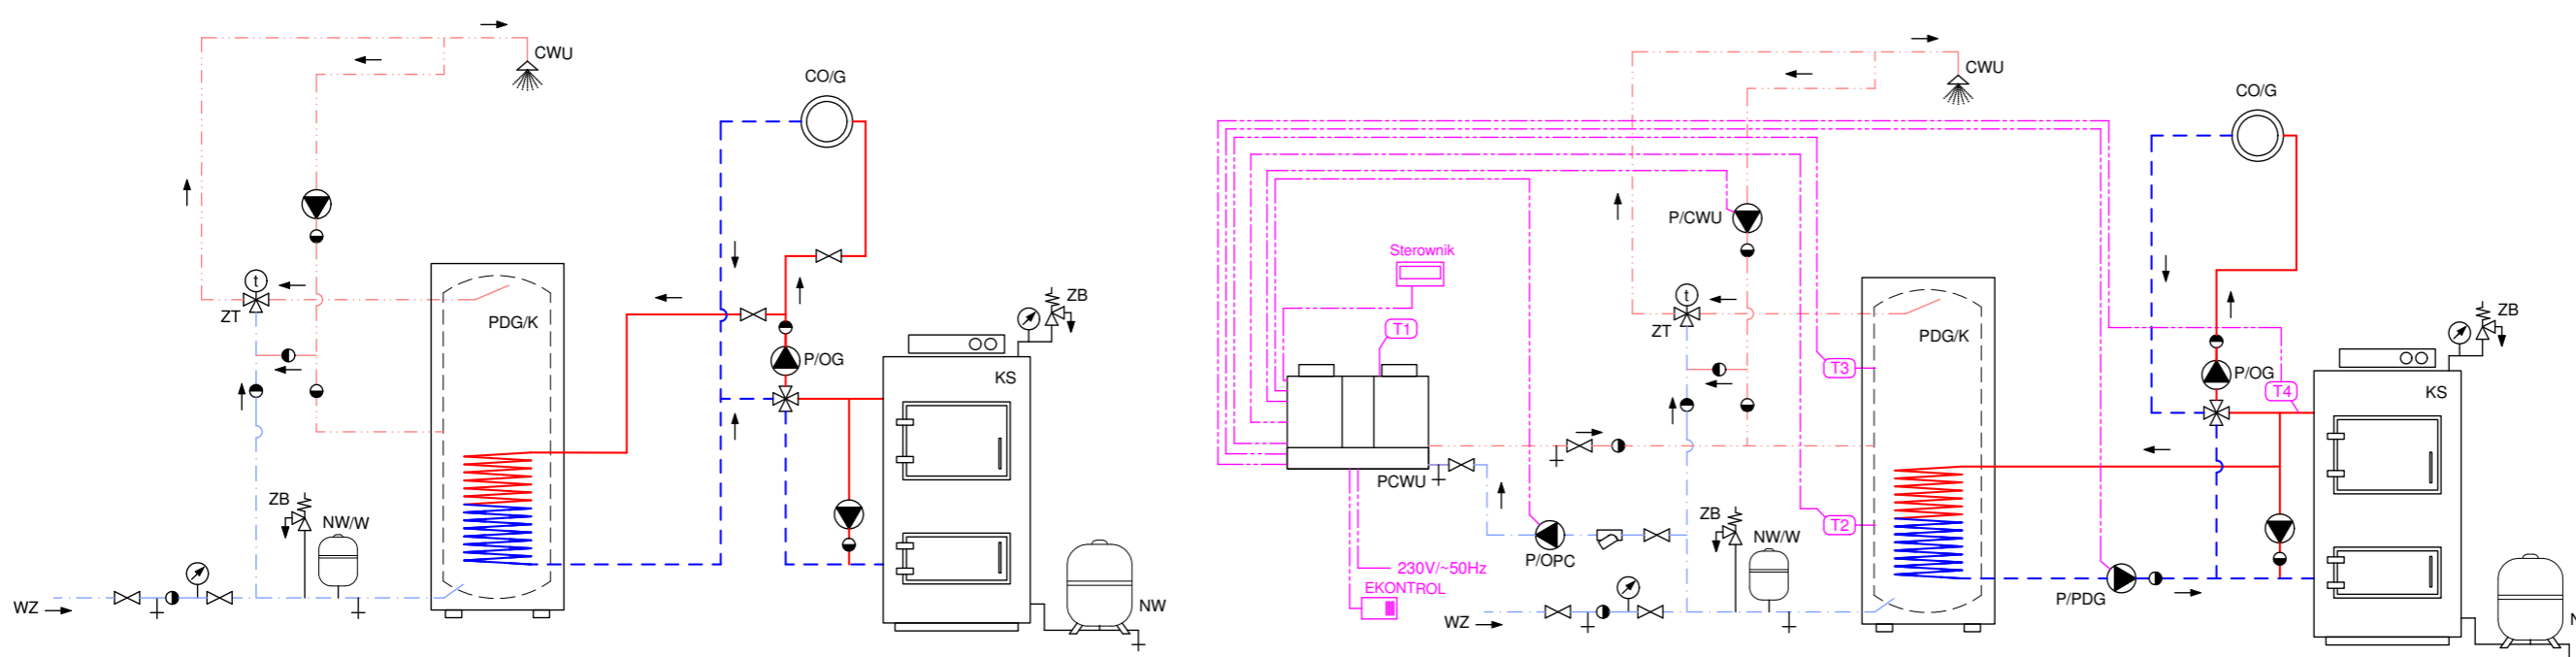 CWU
CO/G
t
ZT
PDG/K
P/OG
ZB
KS
ZB
NW/W
WZ
NW
CWU
CO/G
P/CWU
Sterownik
T1
t
ZT
PDG/K
T3
P/OG
T4
ZB
KS
PCWU
T2
ZB
NW/W
P/OPC
230V/~50Hz
EKONTROL
P/PDG
WZ